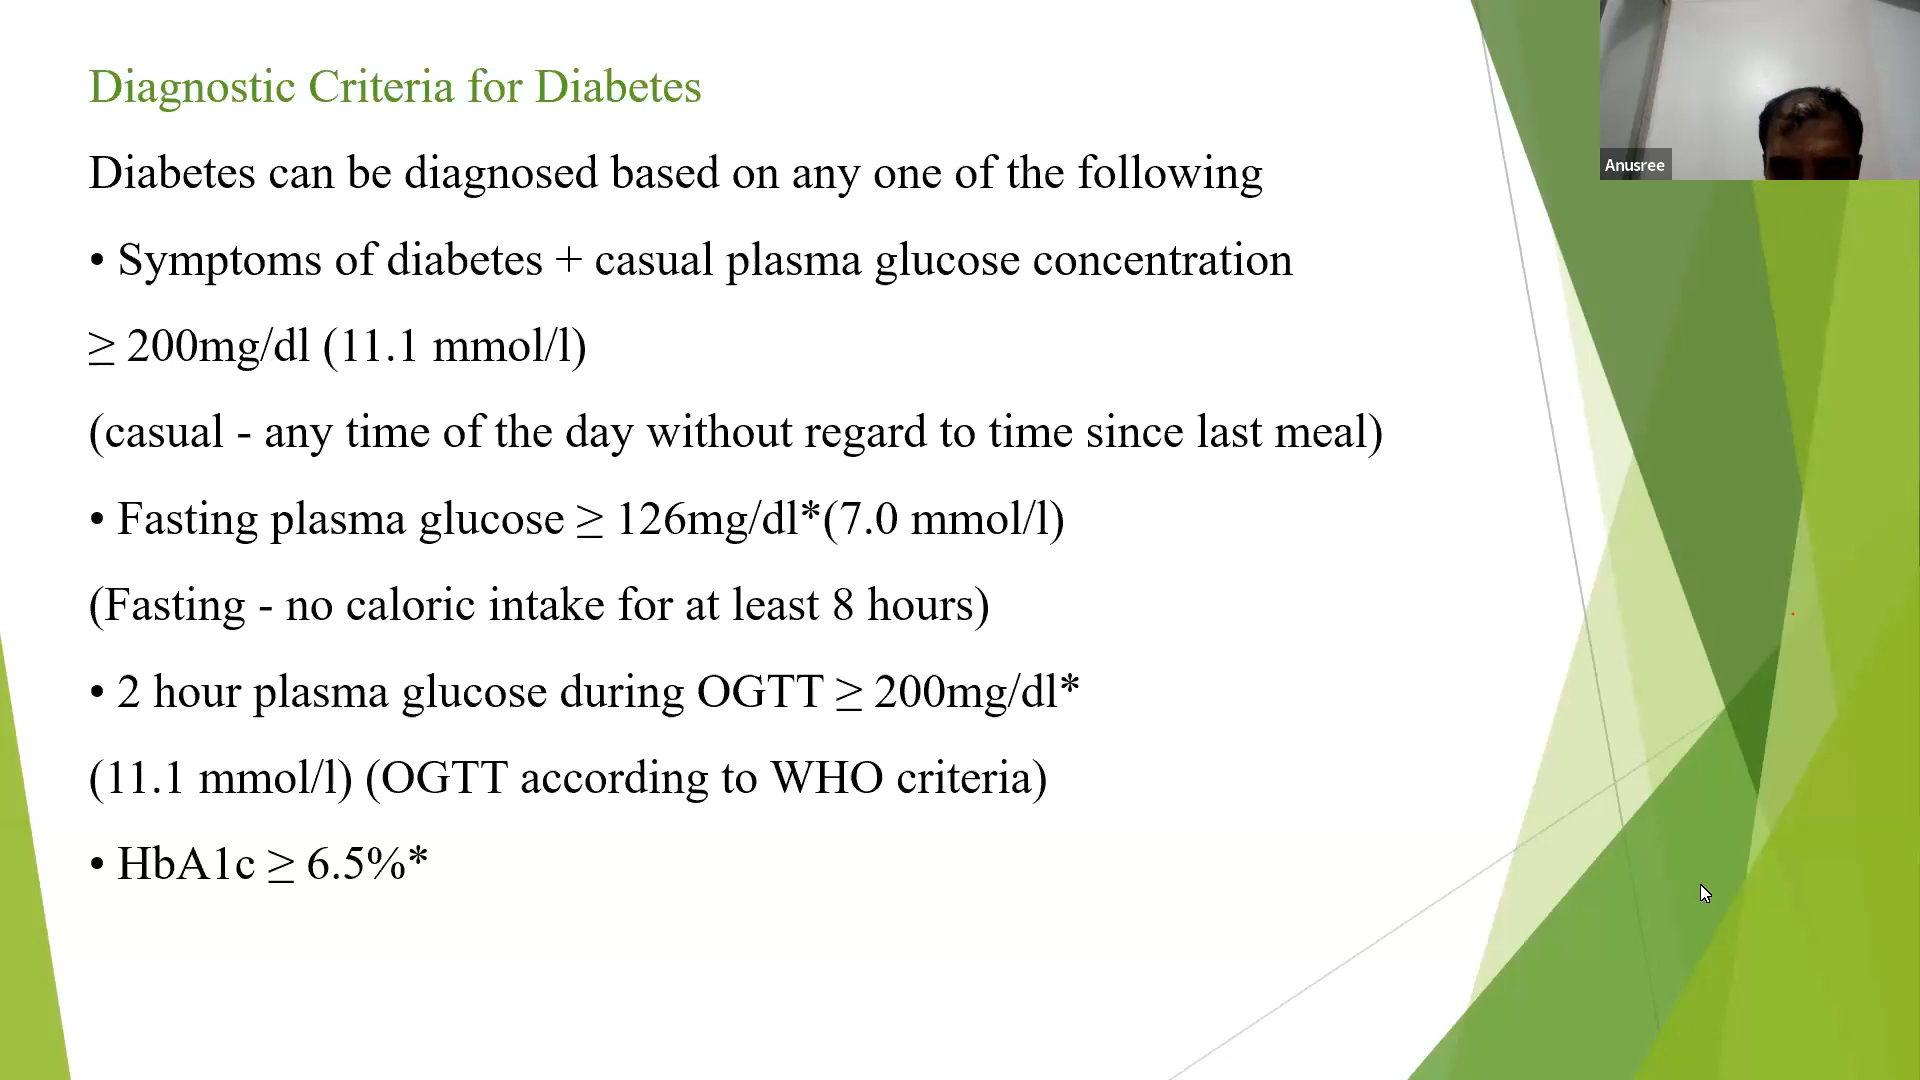 Diagnostic Criteria for Diabetes
Diabetes can be diagnosed based on any one of the following
• Symptoms of diabetes + casual plasma glucose concentration
≥ 200mg/dl (11.1 mmol/l)
(casual - any time of the day without regard to time since last meal)
• Fasting plasma glucose ≥ 126mg/dl*(7.0 mmol/l)
(Fasting - no caloric intake for at least 8 hours)
• 2 hour plasma glucose during OGTT ≥ 200mg/dl*
(11.1 mmol/l) (OGTT according to WHO criteria)
• HbA1c ≥ 6.5%*
Anusree